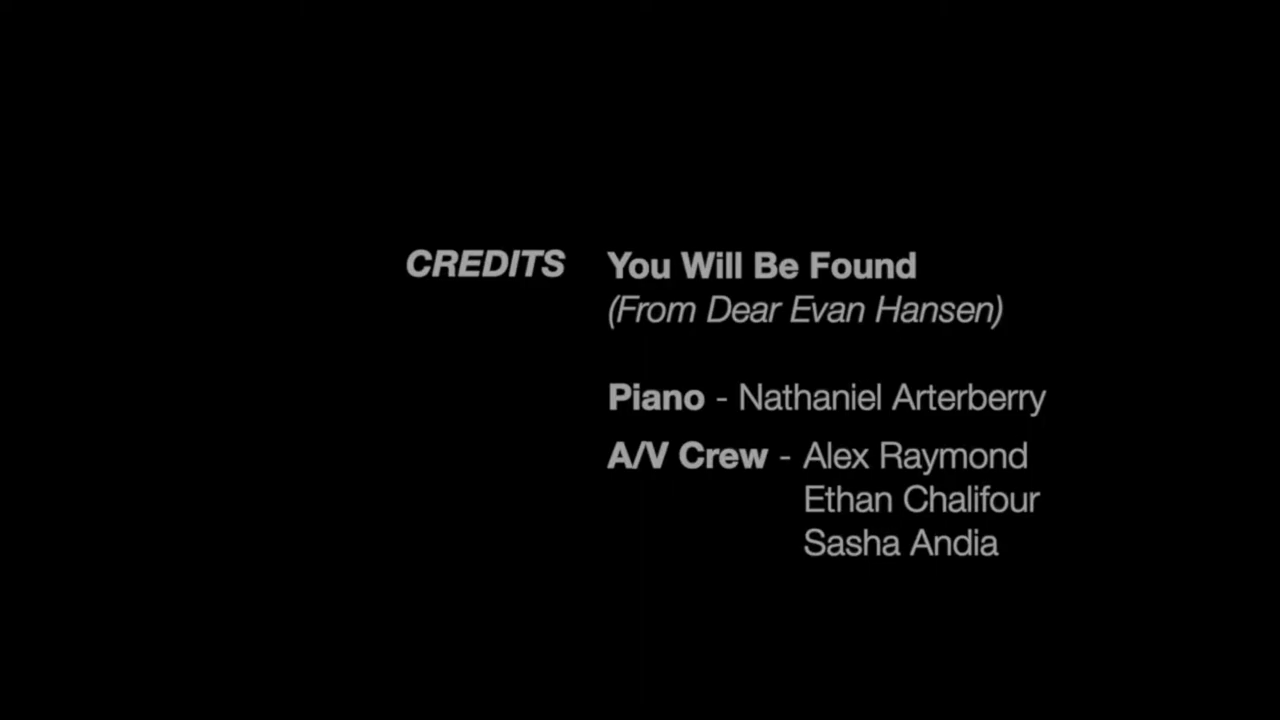 CREDITS You Will Be Found
(From Dear Evan Hansen)
Piano - Nathaniel Arterberry
A/V Crew - Alex Raymond
Ethan Chalifour
Sasha Andia